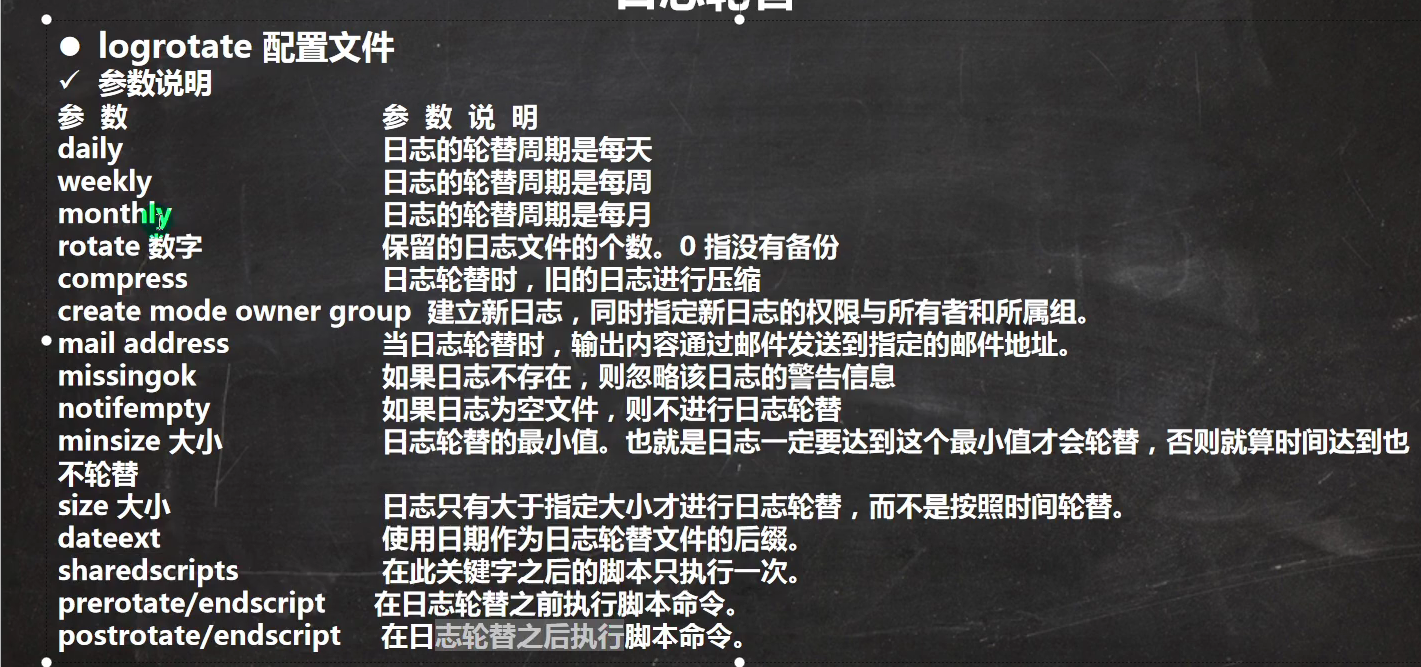 日志轮替
● logrotate 配置文件
✓ 参数说明
参 数 参 数 说 明
daily 日志的轮替周期是每天
weekly 日志的轮替周期是每周
monthly 日志的轮替周期是每月
rotate 数字 保留的日志文件的个数。0 指没有备份
compress 日志轮替时，旧的日志进行压缩
create mode owner group 建立新日志，同时指定新日志的权限与所有者和所属组。
mail address 当日志轮替时，输出内容通过邮件发送到指定的邮件地址。
missingok 如果日志不存在，则忽略该日志的警告信息
notifempty 如果日志为空文件，则不进行日志轮替
minsize 大小 日志轮替的最小值。也就是日志一定要达到这个最小值才会轮替，否则就算时间达到也
不轮替
size 大小 日志只有大于指定大小才进行日志轮替，而不是按照时间轮替。
dateext 使用日期作为日志轮替文件的后缀。
sharedscripts 在此关键字之后的脚本只执行一次。
prerotate/endscript 在日志轮替之前执行脚本命令。
postrotate/endscript 在日志轮替之后执行脚本命令。